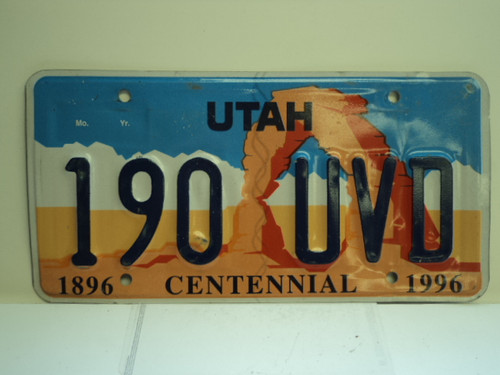 UTAH
Mo. Yr.
190 UVD
1896 CENTENNIAL 1996